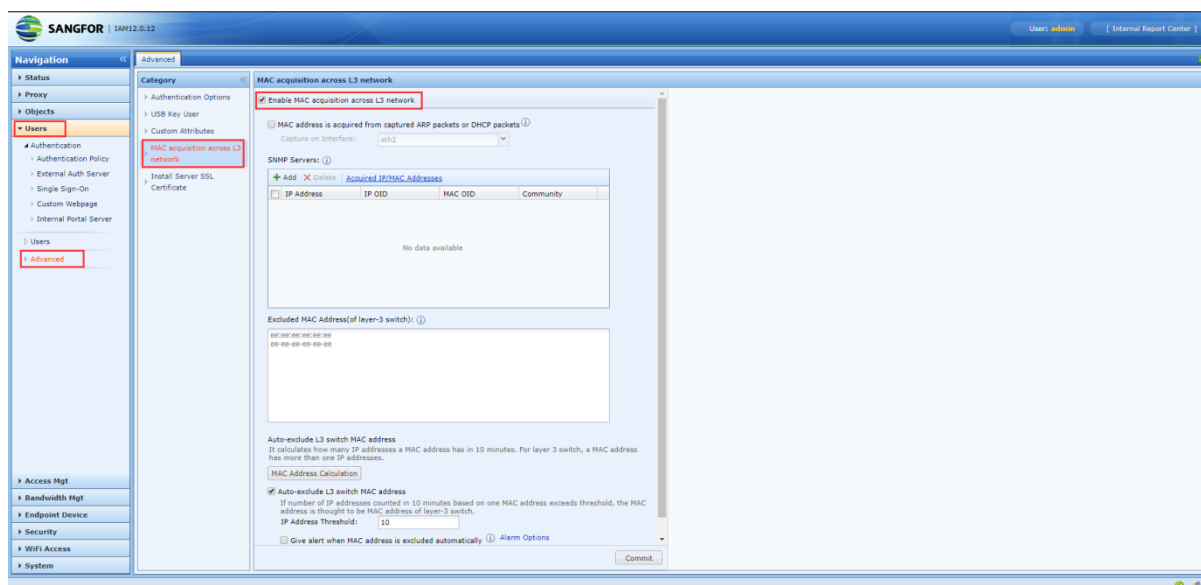 SANGFOR | IAM12.0.12
User: admin
[ Internal Report Center ]
Navigation
Status
Proxy
Objects
Users
Authentication
Authentication Policy
External Auth Server
Single Sign-On
Custom Webpage
Internal Portal Server
Users
Advanced
Access Mgt
Bandwidth Mgt
Endpoint Device
Security
WiFi Access
System
Advanced
Category
Authentication Options
USB Key User
Custom Attributes
MAC acquisition across L3
network
Install Server SSL
Certificate
MAC acquisition across L3 network
Enable MAC acquisition across L3 network
MAC address is acquired from captured ARP packets or DHCP packets
Capture on Interface: eth2
SNMP Servers:
Add Delete Acquired IP/MAC Addresses
IP Address IP OID MAC OID Community
No data available
Excluded MAC Address(of layer-3 switch):
ee:ee:ee:ee:ee:ee
ee-ee-ee-ee-ee-ee
Auto-exclude L3 switch MAC address
It calculates how many IP addresses a MAC address has in 10 minutes. For layer 3 switch, a MAC address
has more than one IP addresses.
MAC Address Calculation
Auto-exclude L3 switch MAC address
If number of IP addresses counted in 10 minutes based on one MAC address exceeds threshold, the MAC
address is thought to be MAC address of layer-3 switch.
IP Address Threshold: 10
Give alert when MAC address is excluded automatically Alarm Options
Commit